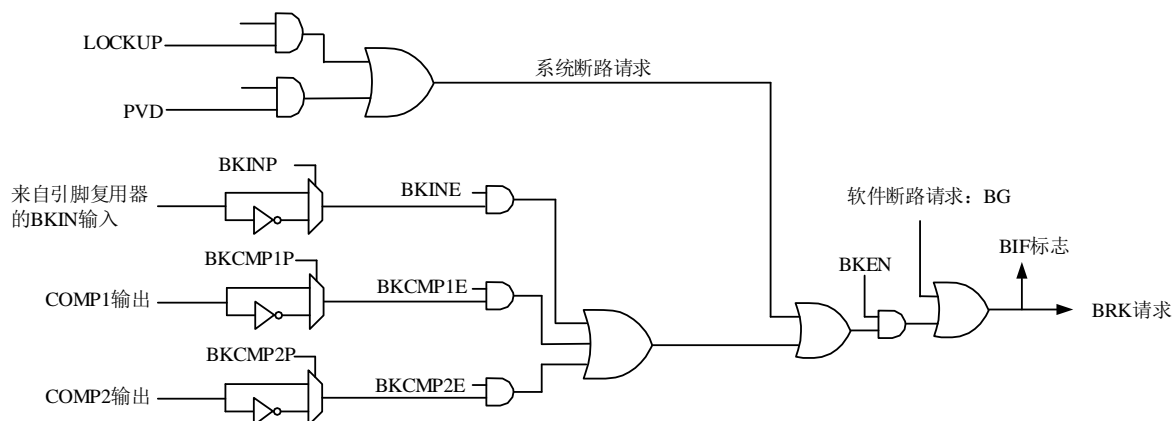 LOCKUP
系统断路请求
PVD
BKINP
来自引脚复用器
的BKIN输入
BKINE
软件断路请求：BG
BIF标志
BKCMP1P
BKEN
COMP1输出
BKCMP1E
BRK请求
BKCMP2P
COMP2输出
BKCMP2E